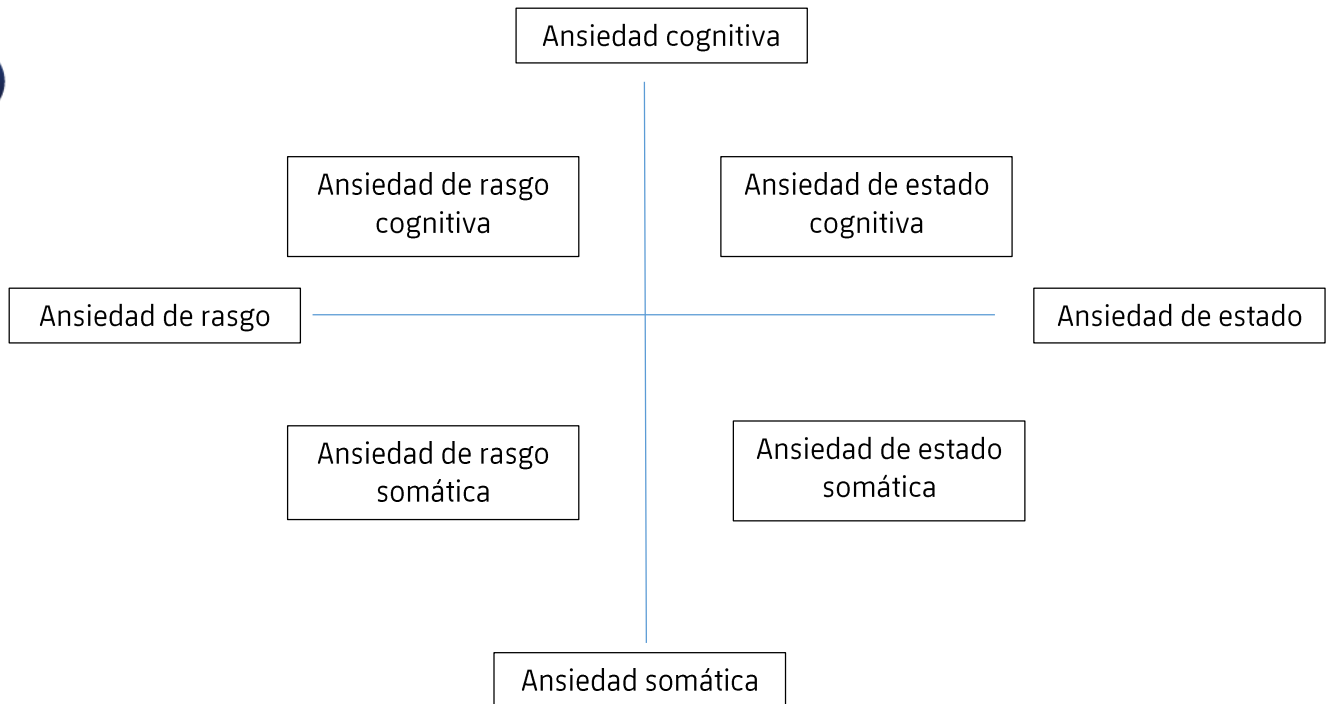 Ansiedad cognitiva
Ansiedad de rasgo
cognitiva
Ansiedad de estado
cognitiva
Ansiedad de rasgo
Ansiedad de estado
Ansiedad de rasgo
somática
Ansiedad de estado
somática
Ansiedad somática